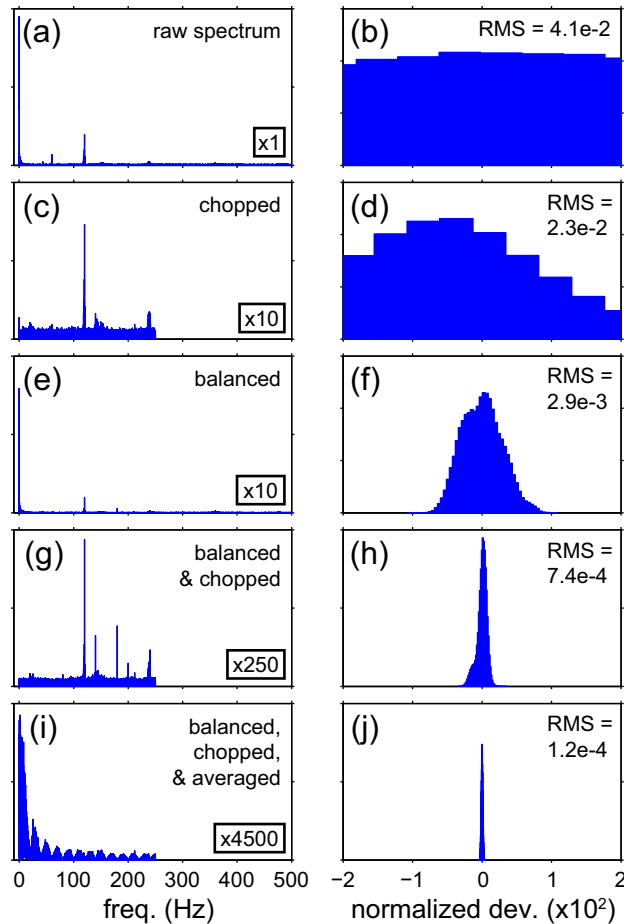 (a)
raw spectrum
x1
(b)
RMS = 4.1e-2
(c)
chopped
x10
(d)
RMS =
2.3e-2
(e)
balanced
x10
(f)
RMS =
2.9e-3
(g)
balanced
& chopped
x250
(h)
RMS =
7.4e-4
(i)
balanced,
chopped,
& averaged
x4500
(j)
RMS =
1.2e-4
0 100 200 300 400 500
freq. (Hz)
−2 −1 0 1 2
normalized dev. (x10²)